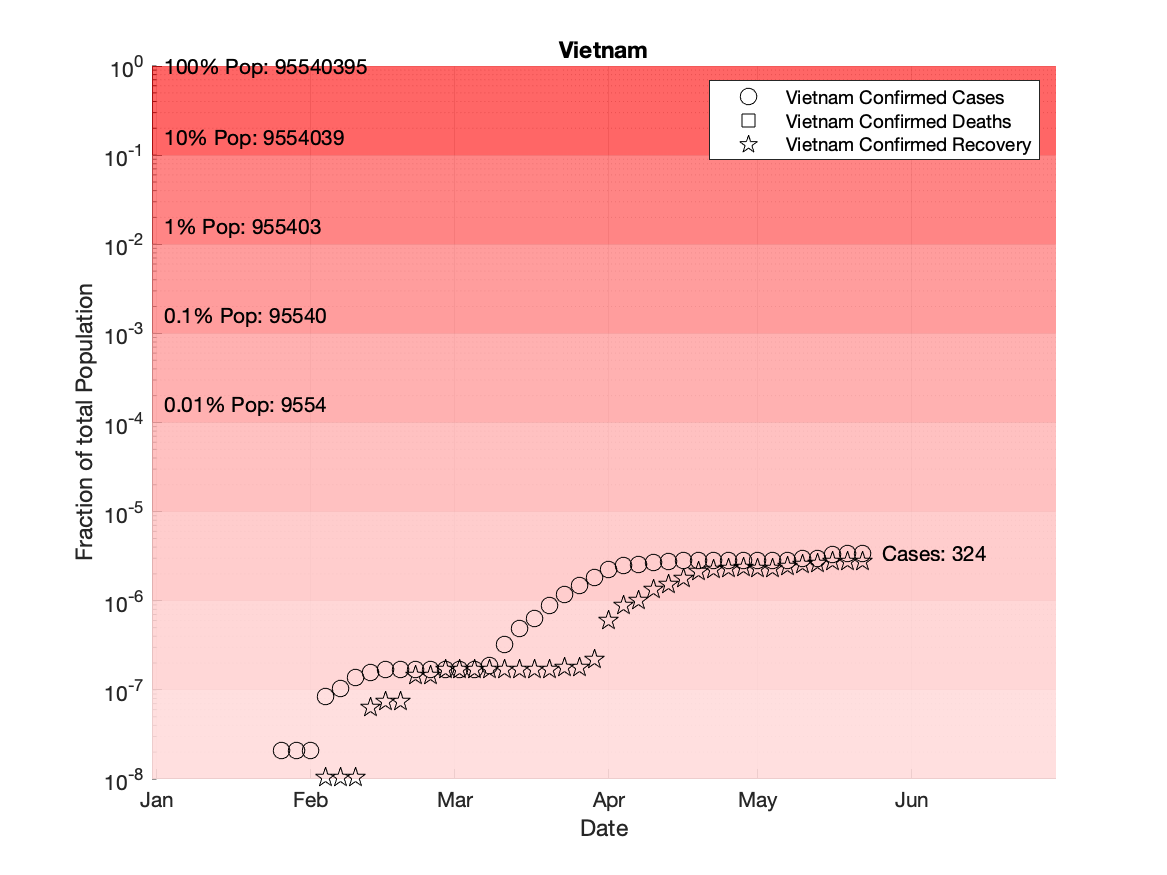 Vietnam
10^0
100% Pop: 95540395
Vietnam Confirmed Cases
Vietnam Confirmed Deaths
Vietnam Confirmed Recovery
10% Pop: 9554039
10^-1
1% Pop: 955403
10^-2
0.1% Pop: 95540
10^-3
0.01% Pop: 9554
10^-4
10^-5
Cases: 324
10^-6
10^-7
10^-8
Fraction of total Population
Jan Feb Mar Apr May Jun
Date